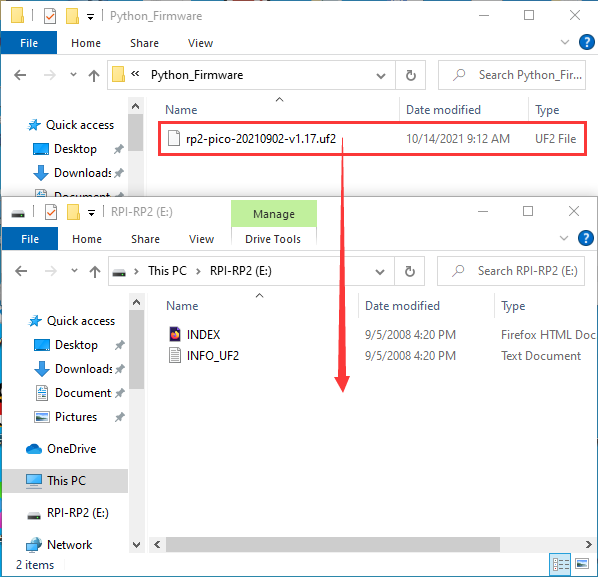 Python_Firmware
File Home Share View
Python_Firmware Search Python_Fir...
Name Date modified Type
Quick access
rp2-pico-20210902-v1.17.uf2 10/14/2021 9:12 AM UF2 File
Desktop
Downloads
Document
RPI-RP2 (E:) Manage
File Home Share View Drive Tools
This PC RPI-RP2 (E:) Search RPI-RP2 (E:)
Name Date modified Type
Quick access
INDEX 9/5/2008 4:20 PM Firefox HTML Doc
Desktop
INFO_UF2 9/5/2008 4:20 PM Text Document
Downloads
Document
Pictures
OneDrive
This PC
RPI-RP2 (E:)
Network
2 items